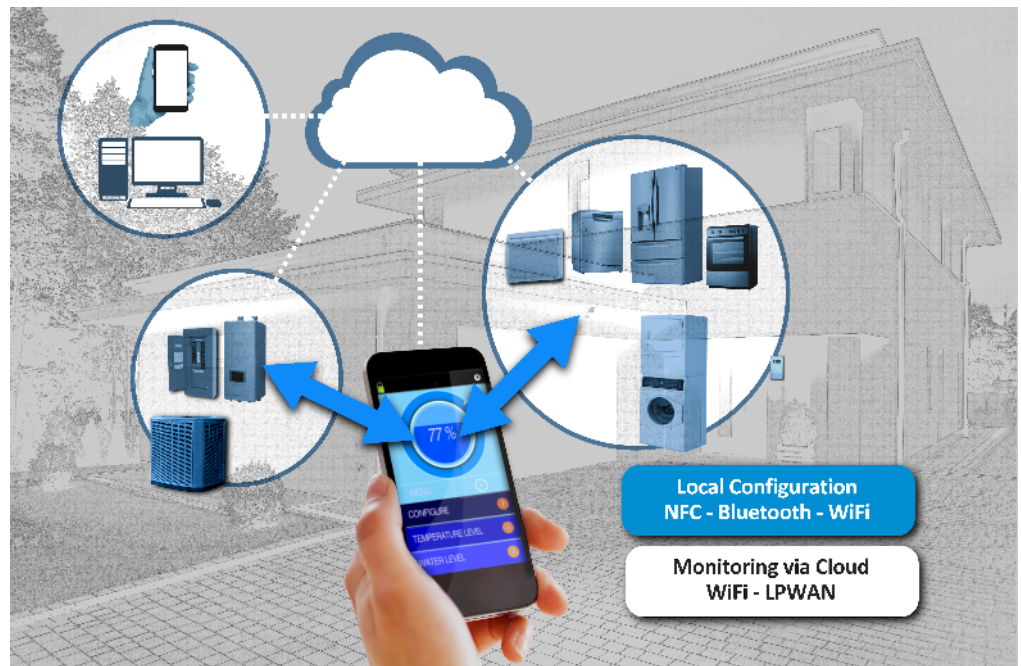 77 %
MENU
CONFIGURE
TEMPERATURE LEVEL
WATER LEVEL
Local Configuration
NFC - Bluetooth - WiFi
Monitoring via Cloud
WiFi - LPWAN